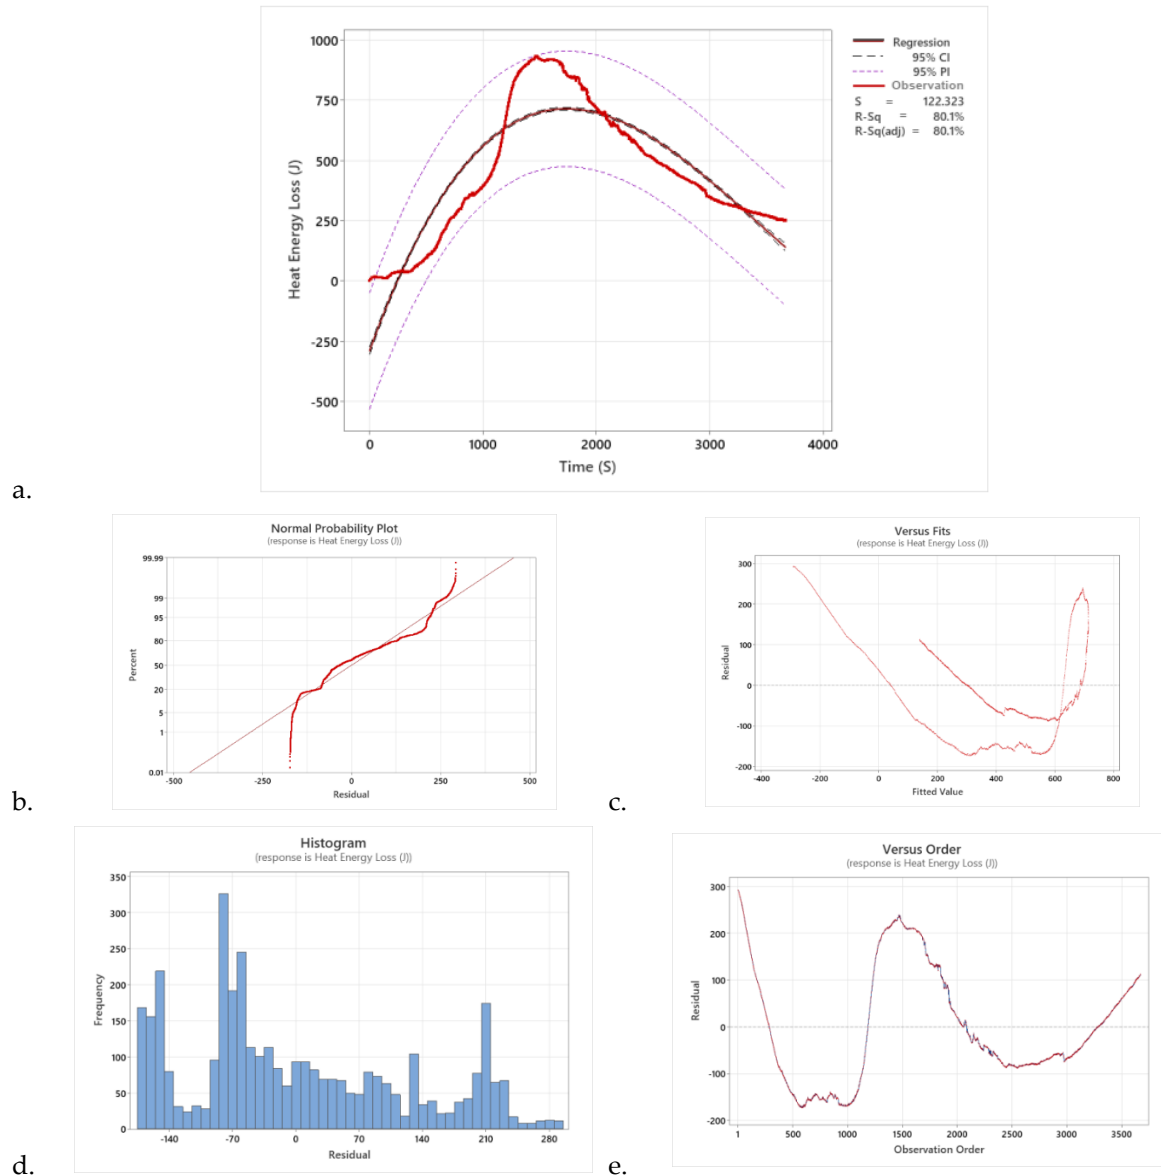 1000
750
500
250
0
-250
-500
Heat Energy Loss (J)
0 1000 2000 3000 4000
Time (S)
Regression
95% CI
95% PI
Observation
S = 122.323
R-Sq = 80.1%
R-Sq(adj) = 80.1%
a.
Normal Probability Plot
(response is Heat Energy Loss (J))
99.99
99
95
80
50
20
5
1
0.01
Percent
-500 -250 0 250 500
Residual
b.
Versus Fits
(response is Heat Energy Loss (J))
300
200
100
0
-100
-200
Residual
-400 -200 0 200 400 600 800
Fitted Value
c.
Histogram
(response is Heat Energy Loss (J))
350
300
250
200
150
100
50
0
Frequency
-140 -70 0 70 140 210 280
Residual
d.
Versus Order
(response is Heat Energy Loss (J))
300
200
100
0
-100
-200
Residual
1 500 1000 1500 2000 2500 3000 3500
Observation Order
e.